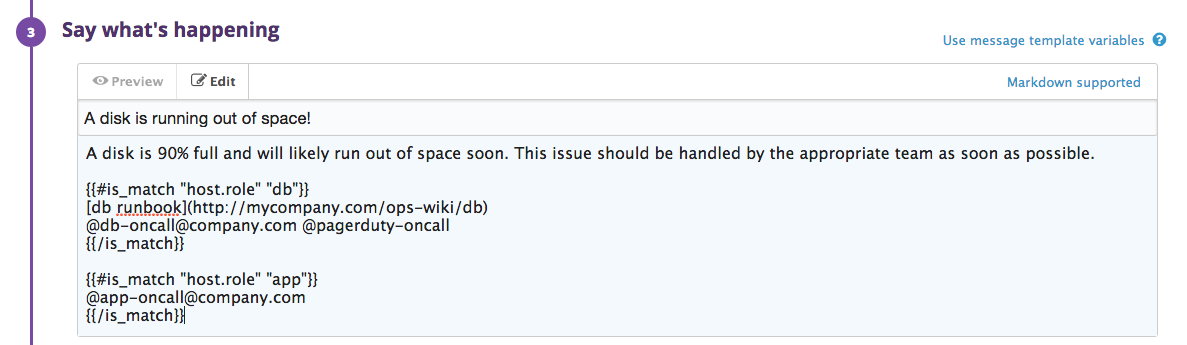 3
Say what's happening
Use message template variables ?
Preview
Edit
Markdown supported
A disk is running out of space!
A disk is 90% full and will likely run out of space soon. This issue should be handled by the appropriate team as soon as possible.
{{#is_match "host.role" "db"}}
[db runbook](http://mycompany.com/ops-wiki/db)
@db-oncall@company.com @pagerduty-oncall
{{/is_match}}
{{#is_match "host.role" "app"}}
@app-oncall@company.com
{{/is_match}}